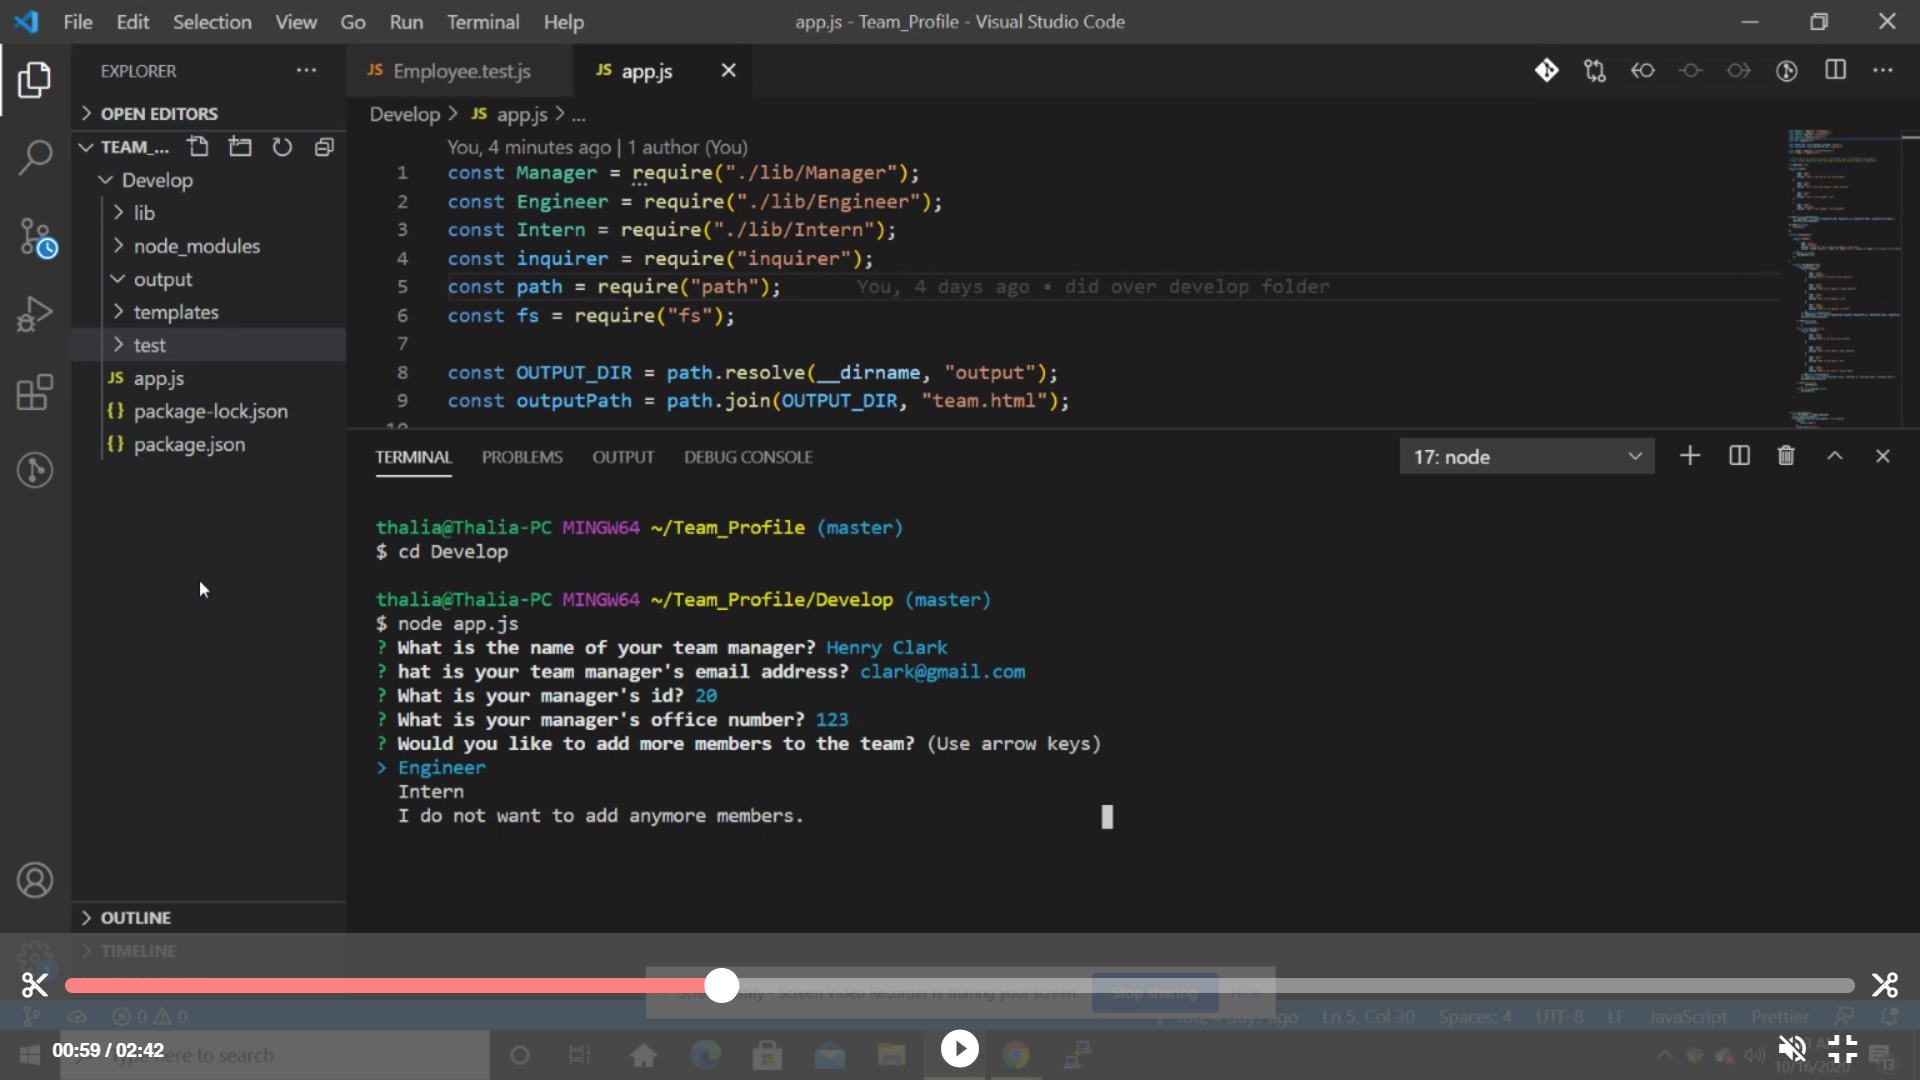 File Edit Selection View Go Run Terminal Help
app.js - Team_Profile - Visual Studio Code
EXPLORER
JS Employee.test.js
JS app.js
OPEN EDITORS
TEAM_...
Develop
lib
node_modules
output
templates
test
JS app.js
{} package-lock.json
{} package.json
OUTLINE
TIMELINE
Develop > JS app.js > ...
You, 4 minutes ago | 1 author (You)
1 const Manager = require("./lib/Manager");
2 const Engineer = require("./lib/Engineer");
3 const Intern = require("./lib/Intern");
4 const inquirer = require("inquirer");
5 const path = require("path"); You, 4 days ago • did over develop folder
6 const fs = require("fs");
7
8 const OUTPUT_DIR = path.resolve(__dirname, "output");
9 const outputPath = path.join(OUTPUT_DIR, "team.html");
10
TERMINAL PROBLEMS OUTPUT DEBUG CONSOLE
17: node
thalia@Thalia-PC MINGW64 ~/Team_Profile (master)
$ cd Develop
thalia@Thalia-PC MINGW64 ~/Team_Profile/Develop (master)
$ node app.js
? What is the name of your team manager? Henry Clark
? hat is your team manager's email address? clark@gmail.com
? What is your manager's id? 20
? What is your manager's office number? 123
? Would you like to add more members to the team? (Use arrow keys)
> Engineer
Intern
I do not want to add anymore members.
Screen Video Recorder is sharing your screen.
Stop sharing
Hide
0 0
You, 4 days ago
Ln 5, Col 30 Spaces: 4 UTF-8 LF JavaScript Prettier
00:59 / 02:42
here to search
10/16/2020
13